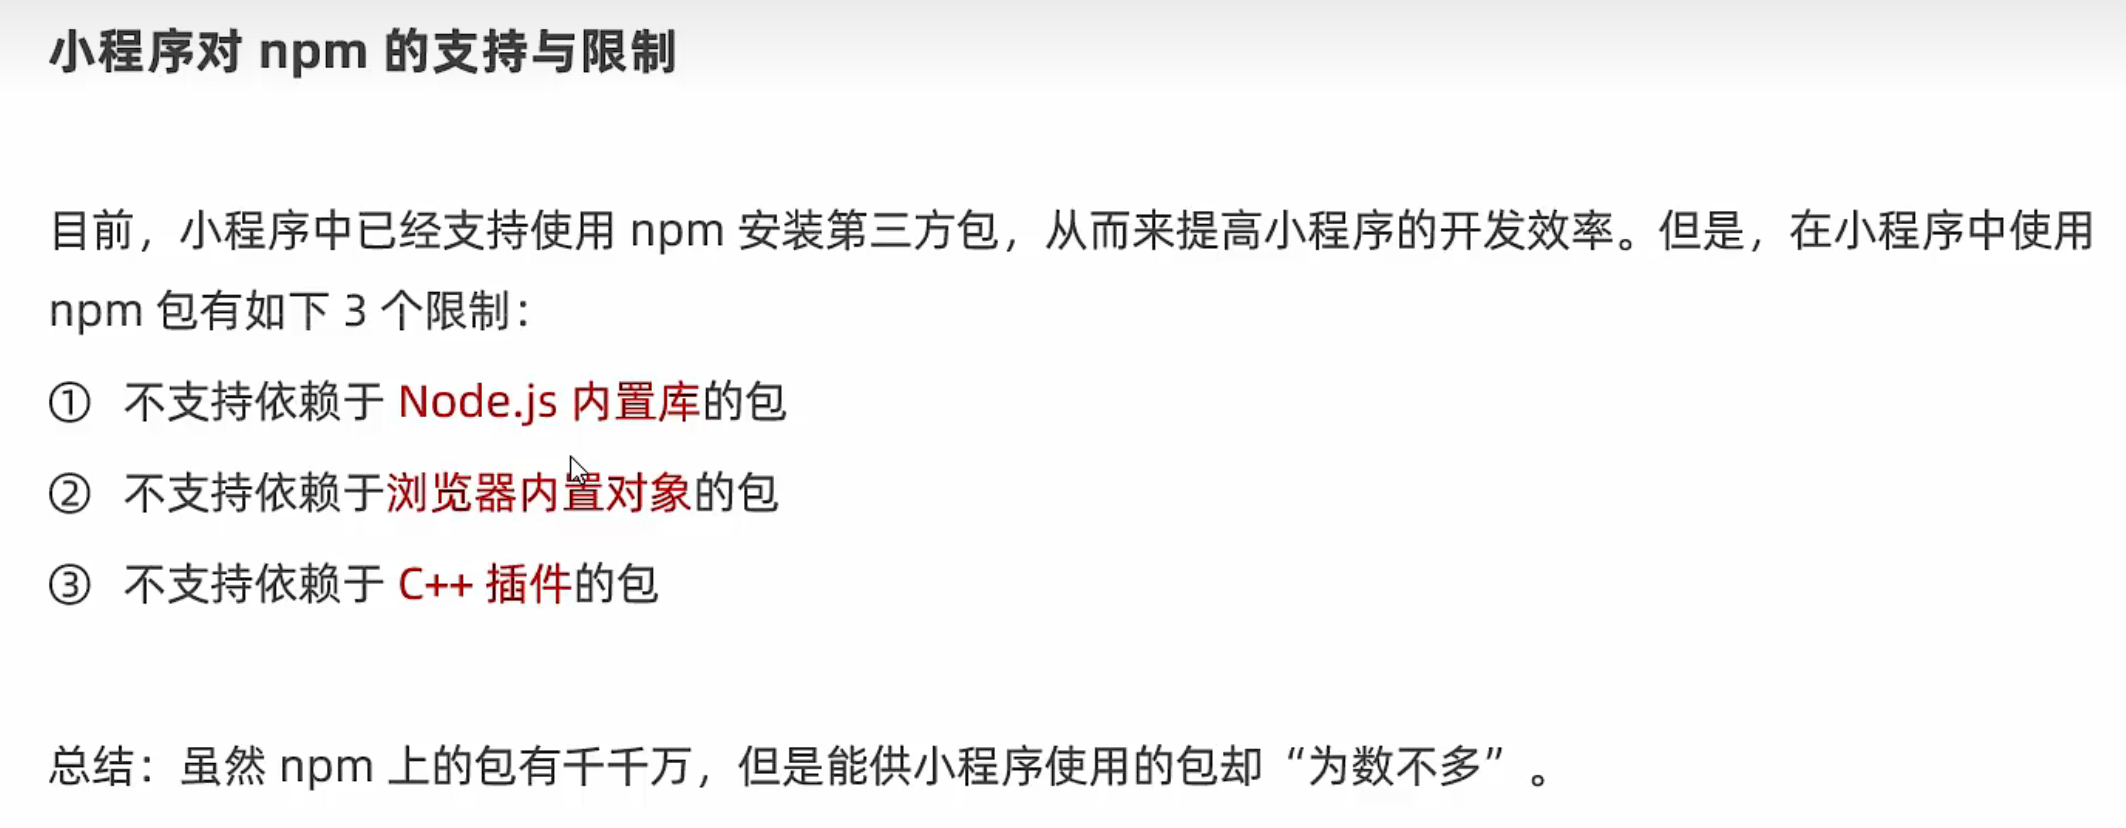 小程序对 npm 的支持与限制
目前，小程序中已经支持使用 npm 安装第三方包，从而来提高小程序的开发效率。但是，在小程序中使用
npm 包有如下 3 个限制：
① 不支持依赖于 Node.js 内置库的包
② 不支持依赖于浏览器内置对象的包
③ 不支持依赖于 C++ 插件的包
总结：虽然 npm 上的包有千千万，但是能供小程序使用的包却“为数不多”。